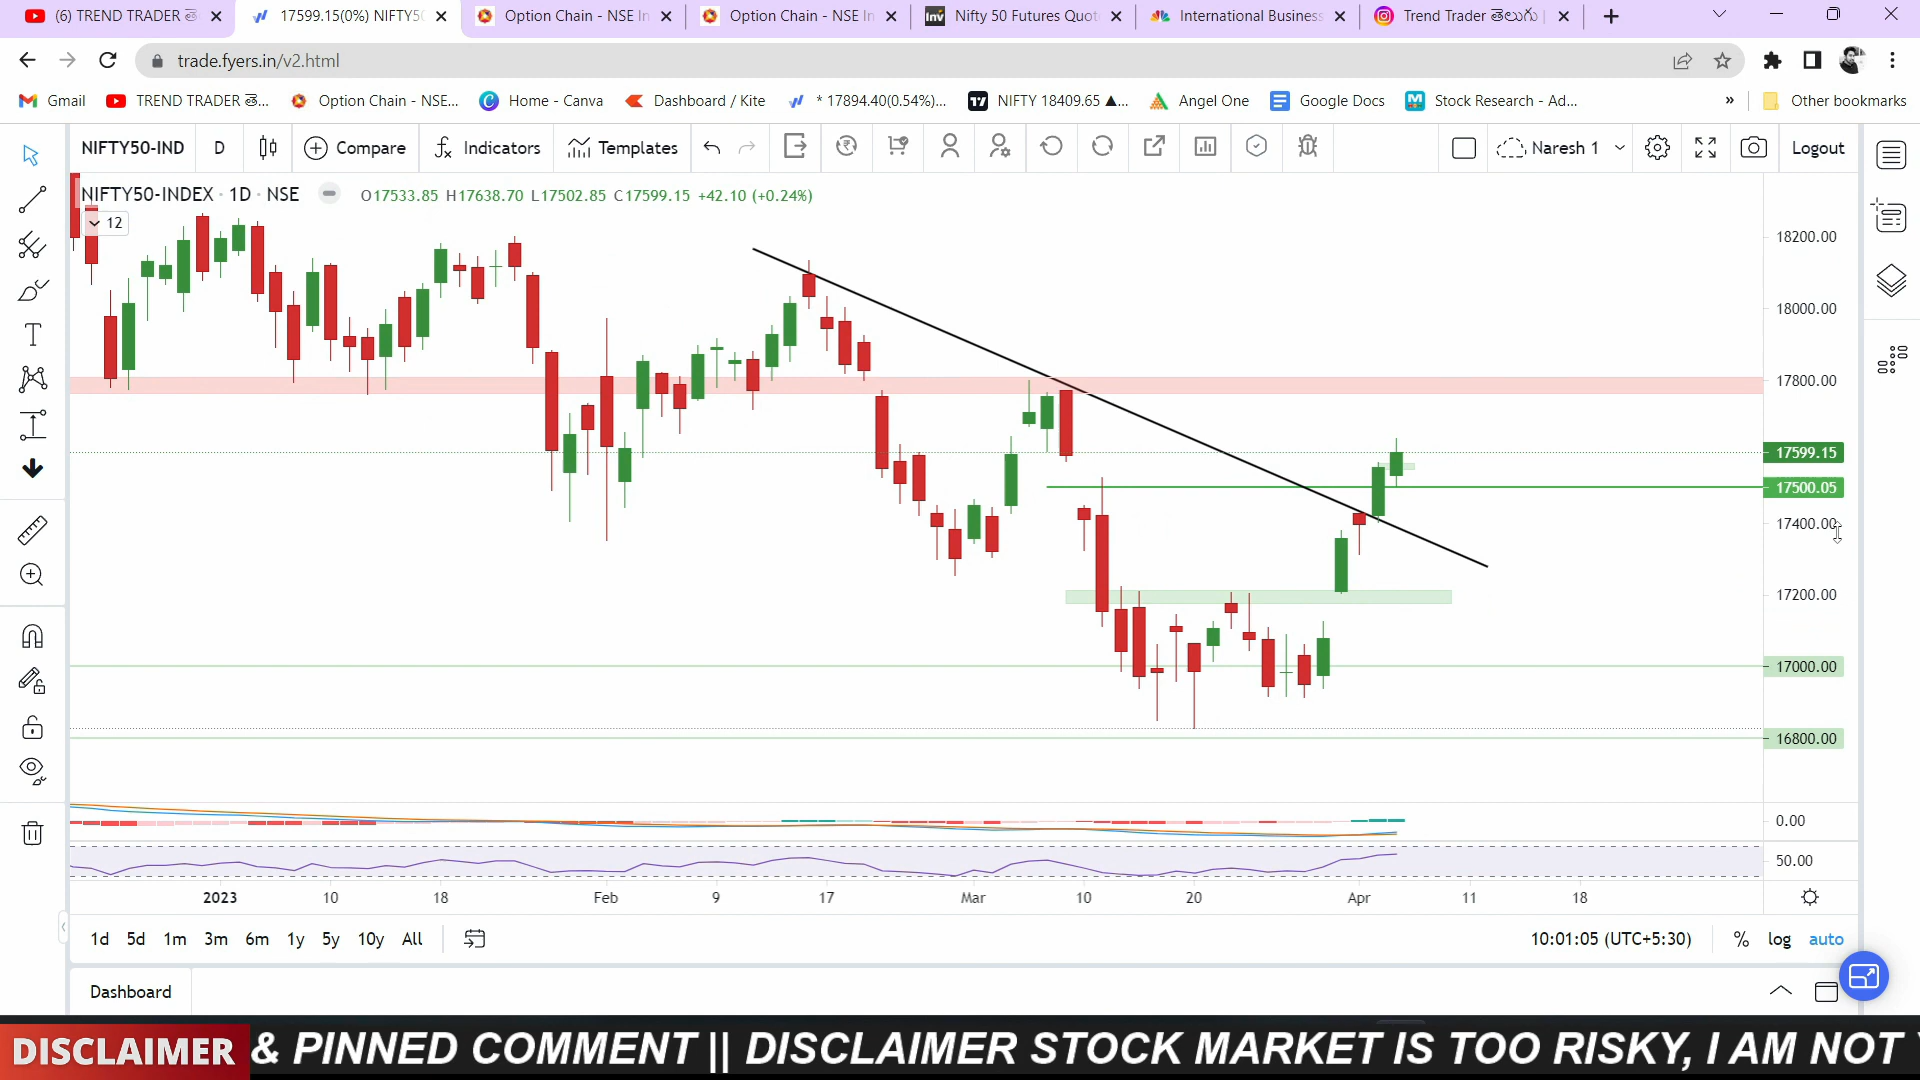 (6) TREND TRADER తె
17599.15(0%) NIFTY5
Option Chain - NSE In
Option Chain - NSE In
Nifty 50 Futures Quot
International Business
Trend Trader తెలుగు |
trade.fyers.in/v2.html
Gmail
TREND TRADER తె...
Option Chain - NSE...
Home - Canva
Dashboard / Kite
* 17894.40(0.54%)...
NIFTY 18409.65 ▲...
Angel One
Google Docs
Stock Research - Ad...
»
Other bookmarks
NIFTY50-IND
D
Compare
Indicators
Templates
Naresh 1
Logout
NIFTY50-INDEX · 1D · NSE
O17533.85 H17638.70 L17502.85 C17599.15 +42.10 (+0.24%)
12
18200.00
18000.00
17800.00
17599.15
17500.05
17400.00
17200.00
17000.00
16800.00
0.00
50.00
2023 10 18 Feb 9 17 Mar 10 20 Apr 11 18
1d 5d 1m 3m 6m 1y 5y 10y All
10:01:05 (UTC+5:30)
% log auto
Dashboard
DISCLAIMER
& PINNED COMMENT || DISCLAIMER STOCK MARKET IS TOO RISKY, I AM NOT